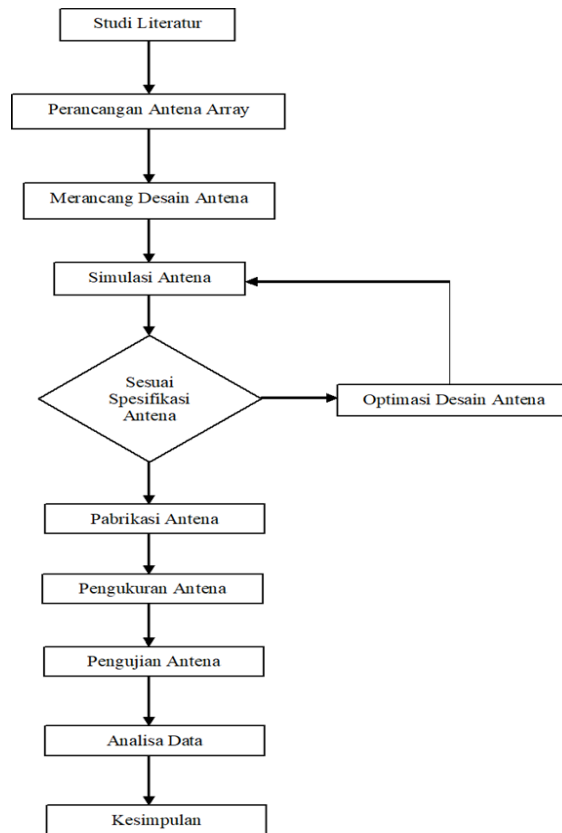 Studi Literatur
Perancangan Antena Array
Merancang Desain Antena
Simulasi Antena
Sesuai
Spesifikasi
Antena
Optimasi Desain Antena
Pabrikasi Antena
Pengukuran Antena
Pengujian Antena
Analisa Data
Kesimpulan